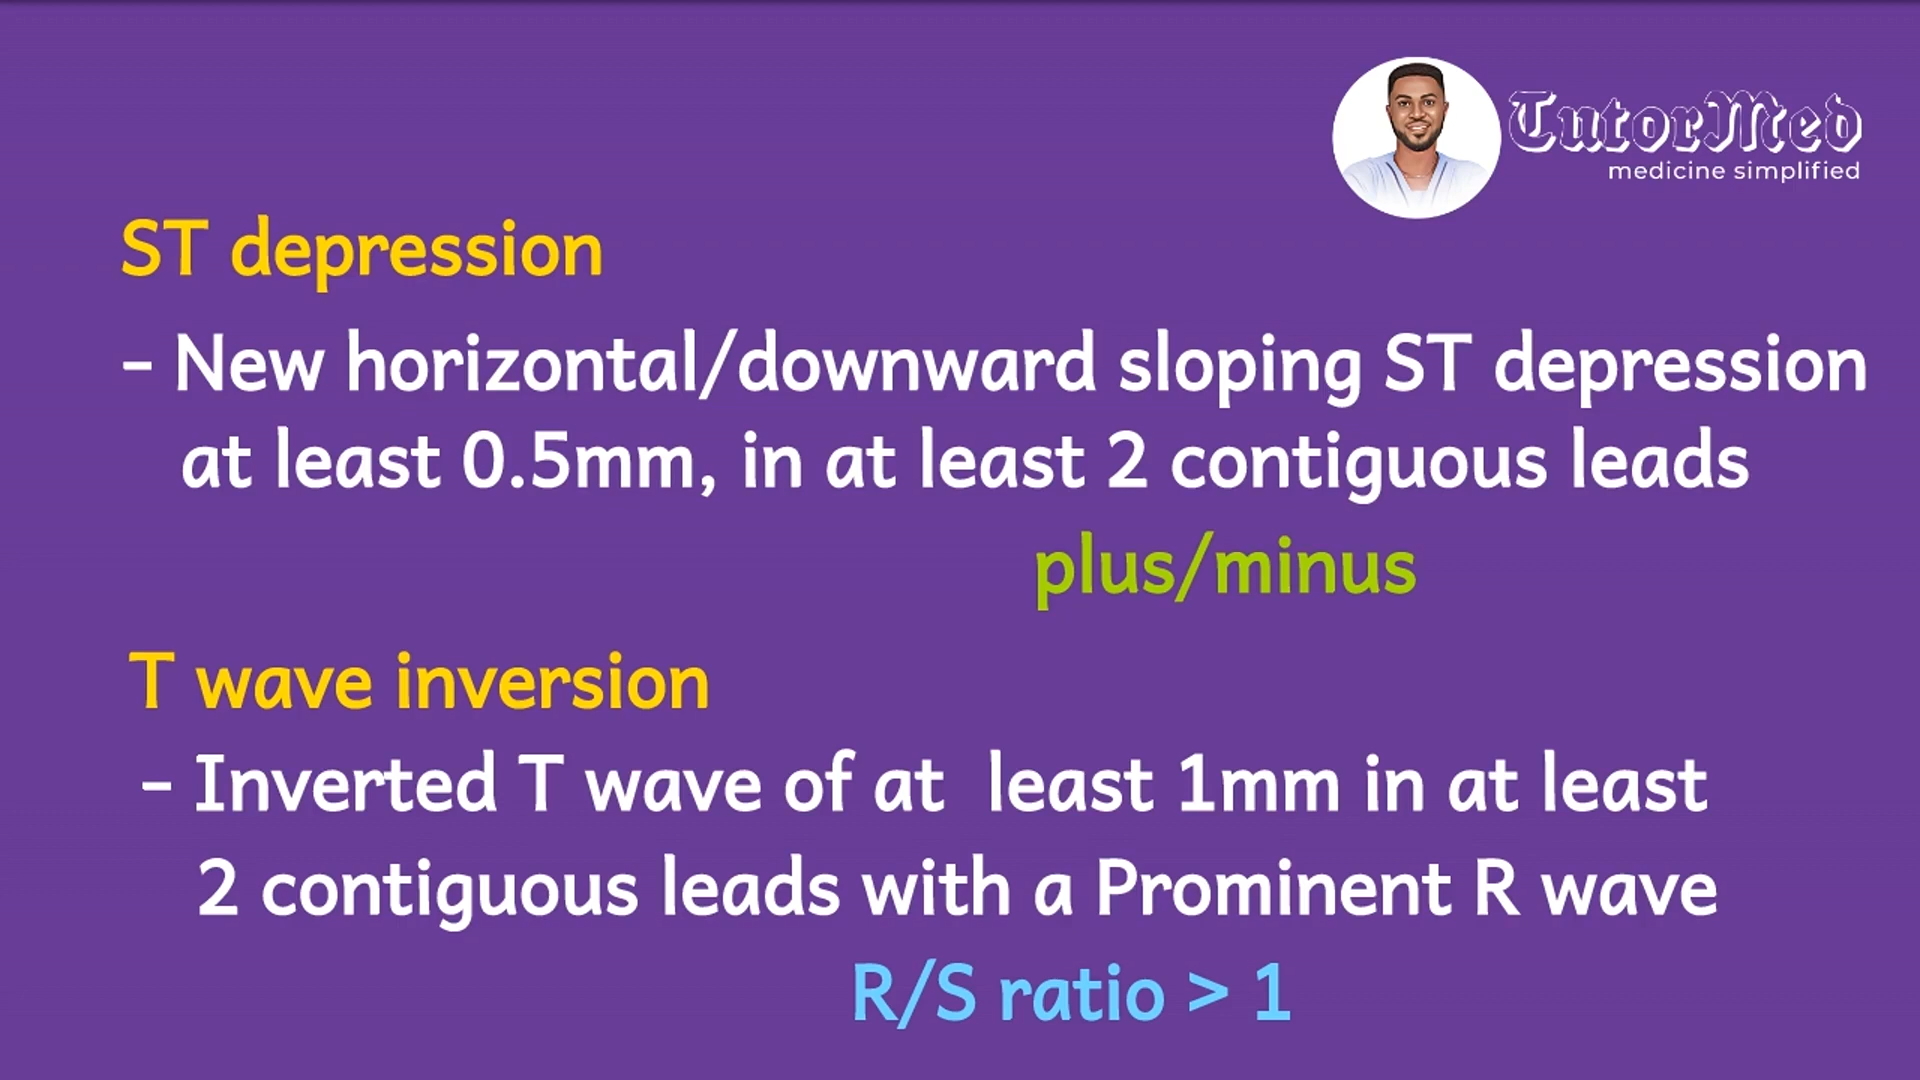 TutorMed
medicine simplified
ST depression
- New horizontal/downward sloping ST depression
at least 0.5mm, in at least 2 contiguous leads
plus/minus
T wave inversion
- Inverted T wave of at least 1mm in at least
2 contiguous leads with a Prominent R wave
R/S ratio > 1